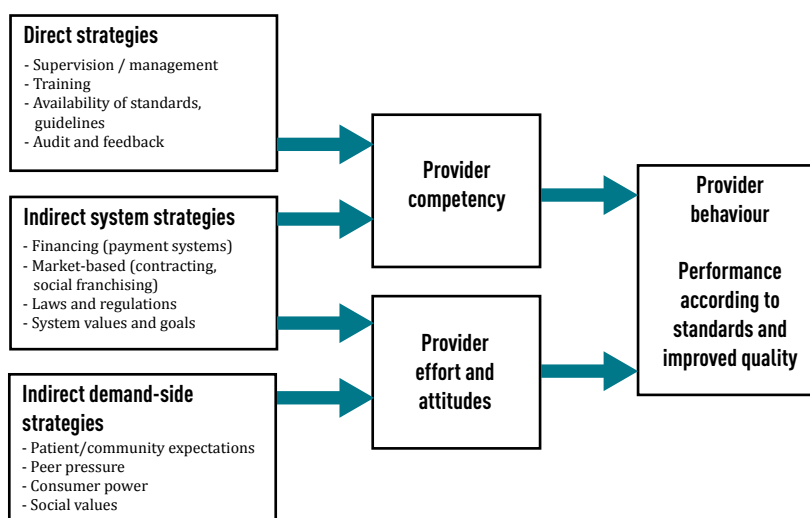 Direct strategies
- Supervision / management
- Training
- Availability of standards,
guidelines
- Audit and feedback
Indirect system strategies
- Financing (payment systems)
- Market-based (contracting,
social franchising)
- Laws and regulations
- System values and goals
Indirect demand-side
strategies
- Patient/community expectations
- Peer pressure
- Consumer power
- Social values
Provider
competency
Provider
effort and
attitudes
Provider
behaviour
Performance
according to
standards and
improved quality